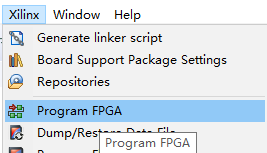 Xilinx Window Help
Generate linker script
Board Support Package Settings
Repositories
Program FPGA
Dump/Restore Data File
Program FPGA